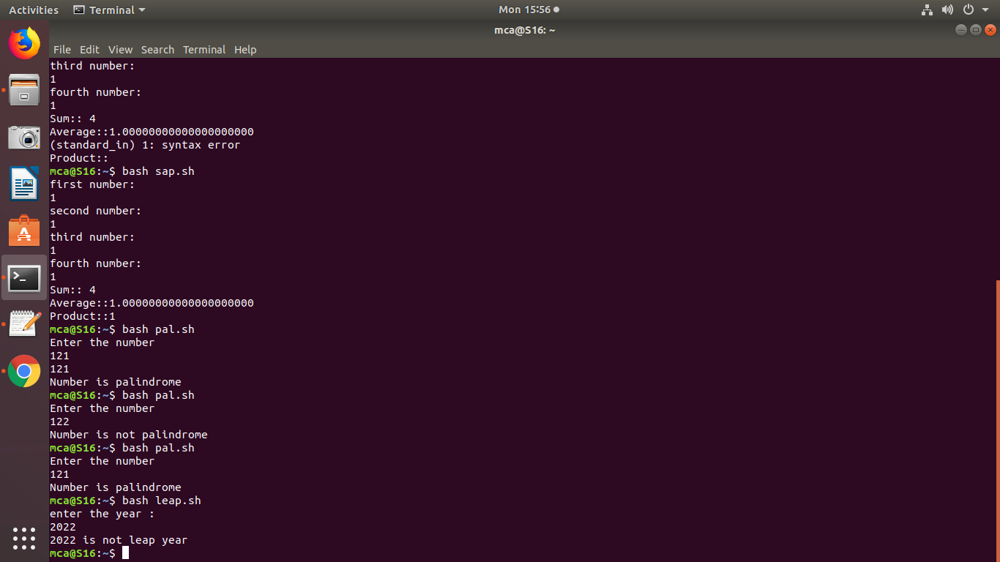 Activities Terminal Mon 15:56
mca@S16: ~
File Edit View Search Terminal Help
third number:
1
fourth number:
1
Sum:: 4
Average::1.00000000000000000000
(standard_in) 1: syntax error
Product::
mca@S16:~$ bash sap.sh
first number:
1
second number:
1
third number:
1
fourth number:
1
Sum:: 4
Average::1.00000000000000000000
Product::1
mca@S16:~$ bash pal.sh
Enter the number
121
121
Number is palindrome
mca@S16:~$ bash pal.sh
Enter the number
122
Number is not palindrome
mca@S16:~$ bash pal.sh
Enter the number
121
Number is palindrome
mca@S16:~$ bash leap.sh
enter the year :
2022
2022 is not leap year
mca@S16:~$